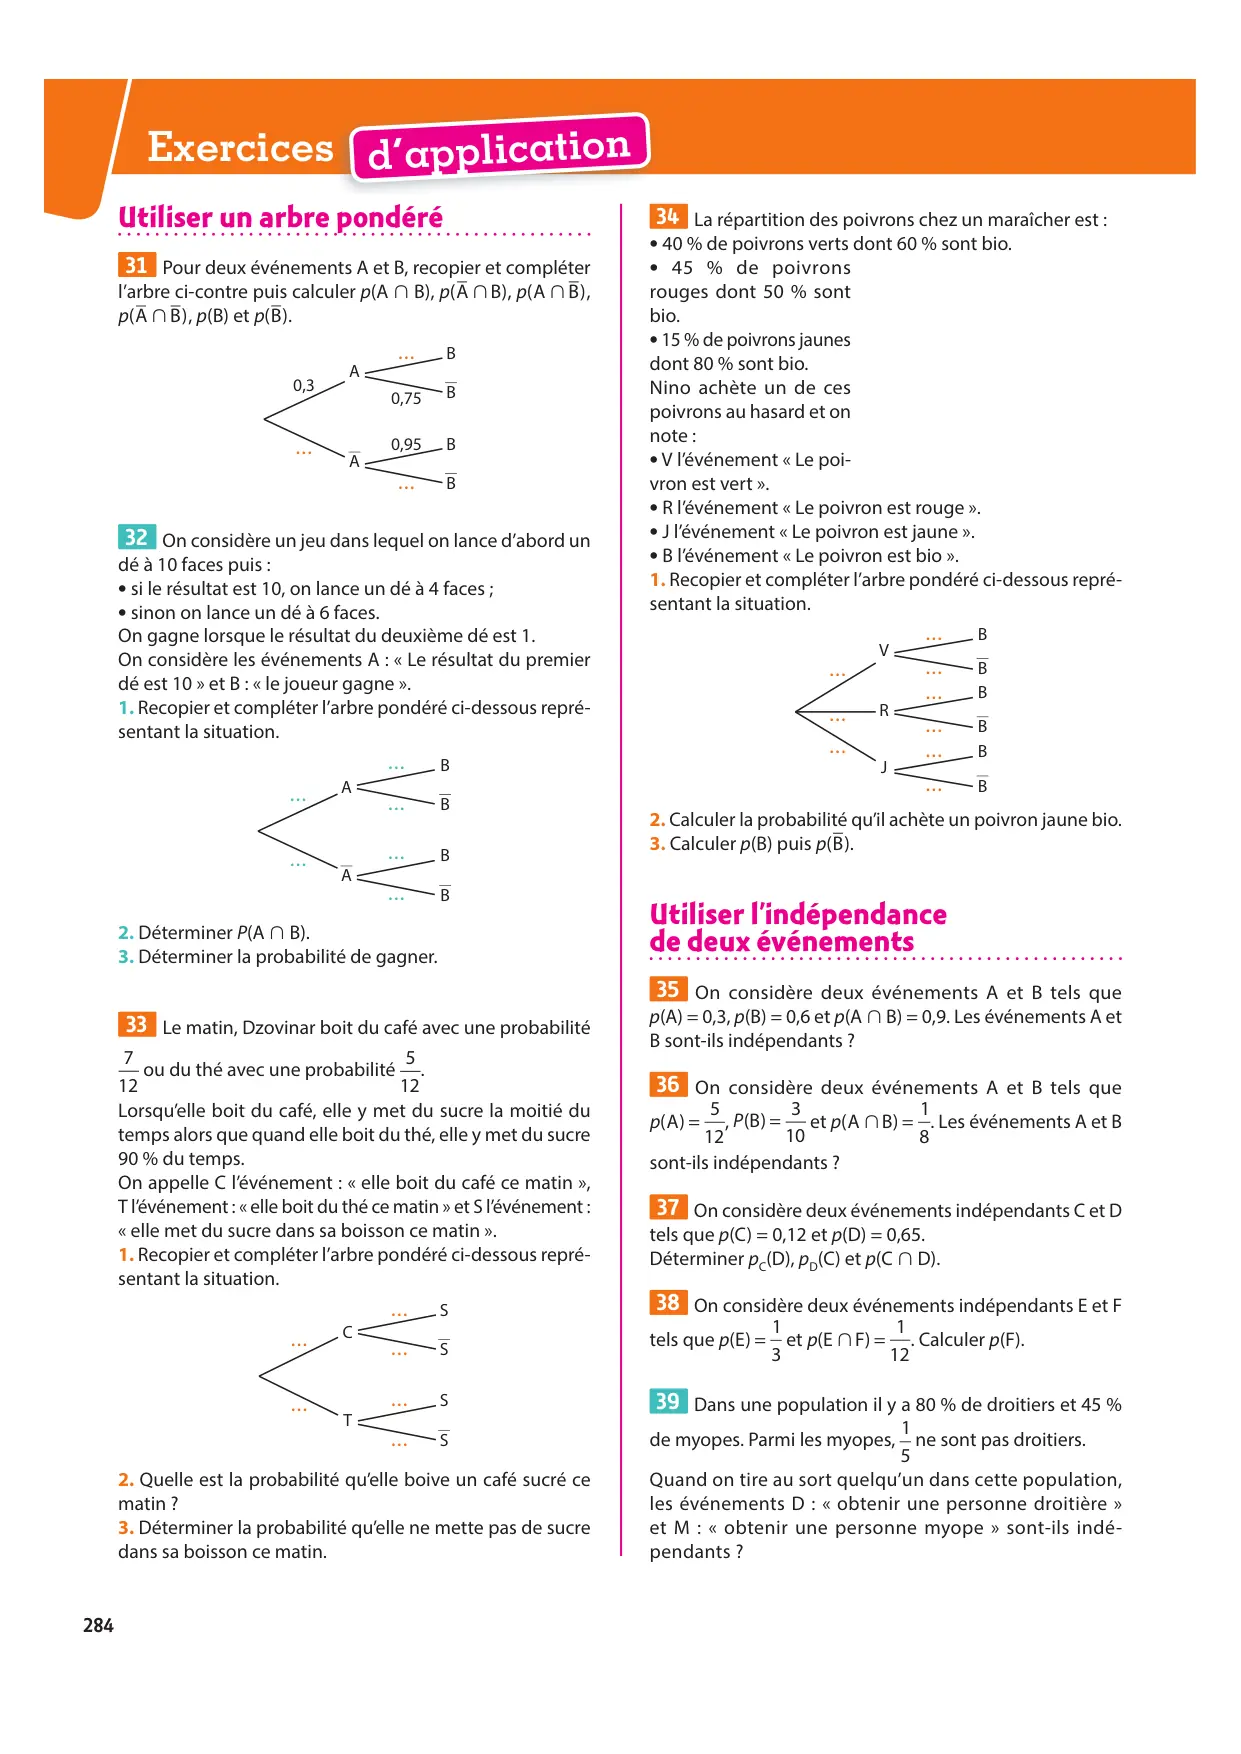 Exercices d'application
Utiliser un arbre pondéré
31 Pour deux événements A et B, recopier et compléter
l'arbre ci-contre puis calculer p(A ∩ B), p(A̅ ∩ B), p(A ∩ B̅),
p(A̅ ∩ B̅), p(B) et p(B̅).
… B
A
0,3
0,75 B̅
0,95 B
…
A̅
… B̅
32 On considère un jeu dans lequel on lance d'abord un
dé à 10 faces puis :
• si le résultat est 10, on lance un dé à 4 faces ;
• sinon on lance un dé à 6 faces.
On gagne lorsque le résultat du deuxième dé est 1.
On considère les événements A : « Le résultat du premier
dé est 10 » et B : « le joueur gagne ».
1. Recopier et compléter l'arbre pondéré ci-dessous repré-
sentant la situation.
… B
A
…
… B̅
… B
…
A̅
… B̅
2. Déterminer P(A ∩ B).
3. Déterminer la probabilité de gagner.
33 Le matin, Dzovinar boit du café avec une probabilité
7/12 ou du thé avec une probabilité 5/12.
Lorsqu'elle boit du café, elle y met du sucre la moitié du
temps alors que quand elle boit du thé, elle y met du sucre
90 % du temps.
On appelle C l'événement : « elle boit du café ce matin »,
T l'événement : « elle boit du thé ce matin » et S l'événement :
« elle met du sucre dans sa boisson ce matin ».
1. Recopier et compléter l'arbre pondéré ci-dessous repré-
sentant la situation.
… S
C
…
… S̅
… S
…
T
… S̅
2. Quelle est la probabilité qu'elle boive un café sucré ce
matin ?
3. Déterminer la probabilité qu'elle ne mette pas de sucre
dans sa boisson ce matin.
34 La répartition des poivrons chez un maraîcher est :
• 40 % de poivrons verts dont 60 % sont bio.
• 45 % de poivrons
rouges dont 50 % sont
bio.
• 15 % de poivrons jaunes
dont 80 % sont bio.
Nino achète un de ces
poivrons au hasard et on
note :
• V l'événement « Le poi-
vron est vert ».
• R l'événement « Le poivron est rouge ».
• J l'événement « Le poivron est jaune ».
• B l'événement « Le poivron est bio ».
1. Recopier et compléter l'arbre pondéré ci-dessous repré-
sentant la situation.
… B
V
… … B̅
… B
… R
… B̅
… … B
J
… B̅
2. Calculer la probabilité qu'il achète un poivron jaune bio.
3. Calculer p(B) puis p(B̅).
Utiliser l'indépendance
de deux événements
35 On considère deux événements A et B tels que
p(A) = 0,3, p(B) = 0,6 et p(A ∩ B) = 0,9. Les événements A et
B sont-ils indépendants ?
36 On considère deux événements A et B tels que
p(A) = 5/12, P(B) = 3/10 et p(A ∩ B) = 1/8. Les événements A et B
sont-ils indépendants ?
37 On considère deux événements indépendants C et D
tels que p(C) = 0,12 et p(D) = 0,65.
Déterminer p_C(D), p_D(C) et p(C ∩ D).
38 On considère deux événements indépendants E et F
tels que p(E) = 1/3 et p(E ∩ F) = 1/12. Calculer p(F).
39 Dans une population il y a 80 % de droitiers et 45 %
de myopes. Parmi les myopes, 1/5 ne sont pas droitiers.
Quand on tire au sort quelqu'un dans cette population,
les événements D : « obtenir une personne droitière »
et M : « obtenir une personne myope » sont-ils indé-
pendants ?
284